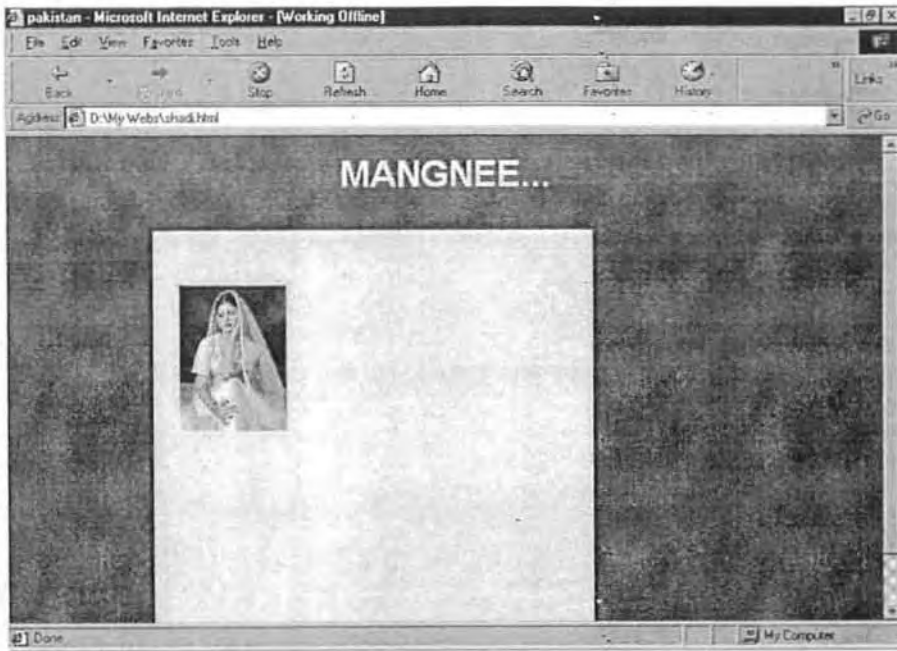 pakistan - Microsoft Internet Explorer - [Working Offline]
File Edit View Favorites Tools Help
Back Forward Stop Refresh Home Search Favorites History Links
Address D:\My Webs\shadi.html Go
MANGNEE...
Done My Computer